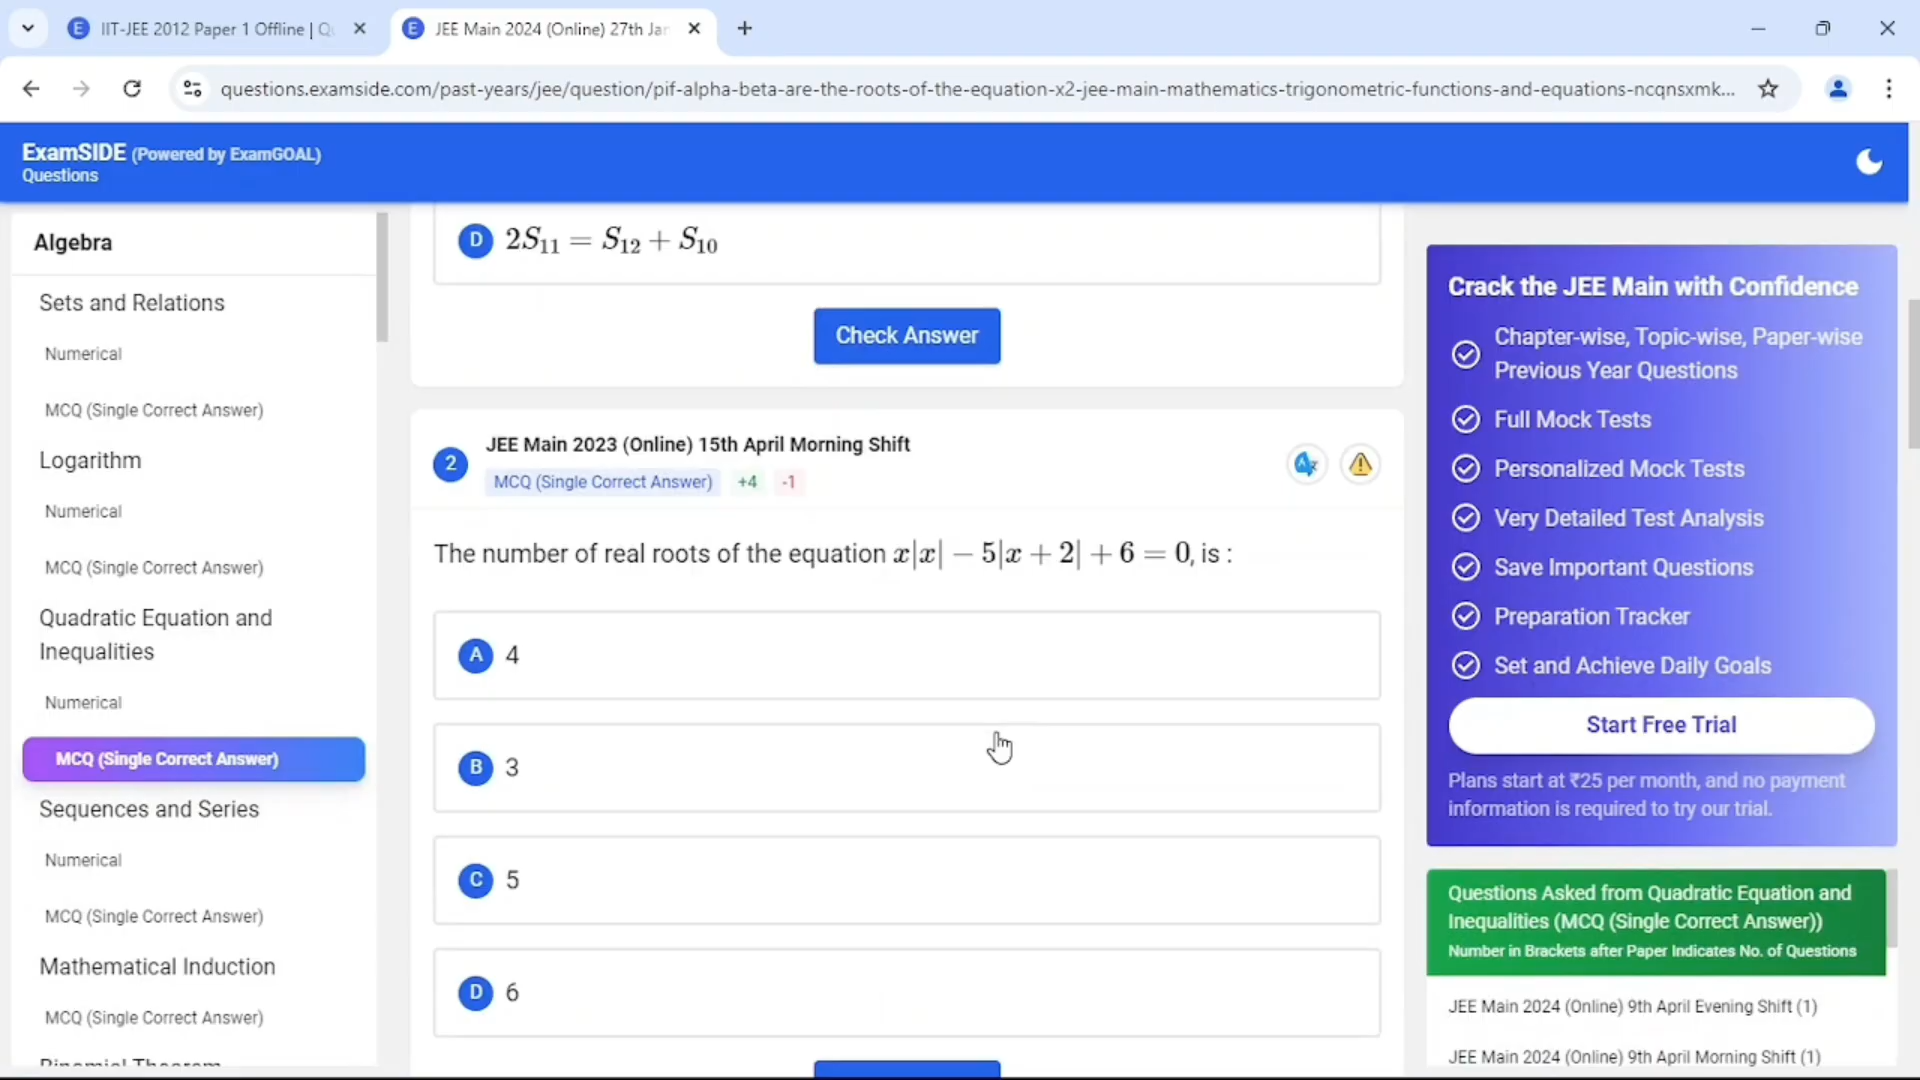 IIT-JEE 2012 Paper 1 Offline | Qu
JEE Main 2024 (Online) 27th Jan
questions.examside.com/past-years/jee/question/pif-alpha-beta-are-the-roots-of-the-equation-x2-jee-main-mathematics-trigonometric-functions-and-equations-ncqnsxmk...
ExamSIDE (Powered by ExamGOAL)
Questions
Algebra
Sets and Relations
Numerical
MCQ (Single Correct Answer)
Logarithm
Numerical
MCQ (Single Correct Answer)
Quadratic Equation and
Inequalities
Numerical
MCQ (Single Correct Answer)
Sequences and Series
Numerical
MCQ (Single Correct Answer)
Mathematical Induction
MCQ (Single Correct Answer)
Binomial Theorem
D 2S₁₁ = S₁₂ + S₁₀
Check Answer
2
JEE Main 2023 (Online) 15th April Morning Shift
MCQ (Single Correct Answer) +4 -1
The number of real roots of the equation x|x| − 5|x + 2| + 6 = 0, is :
A 4
B 3
C 5
D 6
Crack the JEE Main with Confidence
Chapter-wise, Topic-wise, Paper-wise
Previous Year Questions
Full Mock Tests
Personalized Mock Tests
Very Detailed Test Analysis
Save Important Questions
Preparation Tracker
Set and Achieve Daily Goals
Start Free Trial
Plans start at ₹25 per month, and no payment
information is required to try our trial.
Questions Asked from Quadratic Equation and
Inequalities (MCQ (Single Correct Answer))
Number in Brackets after Paper Indicates No. of Questions
JEE Main 2024 (Online) 9th April Evening Shift (1)
JEE Main 2024 (Online) 9th April Morning Shift (1)